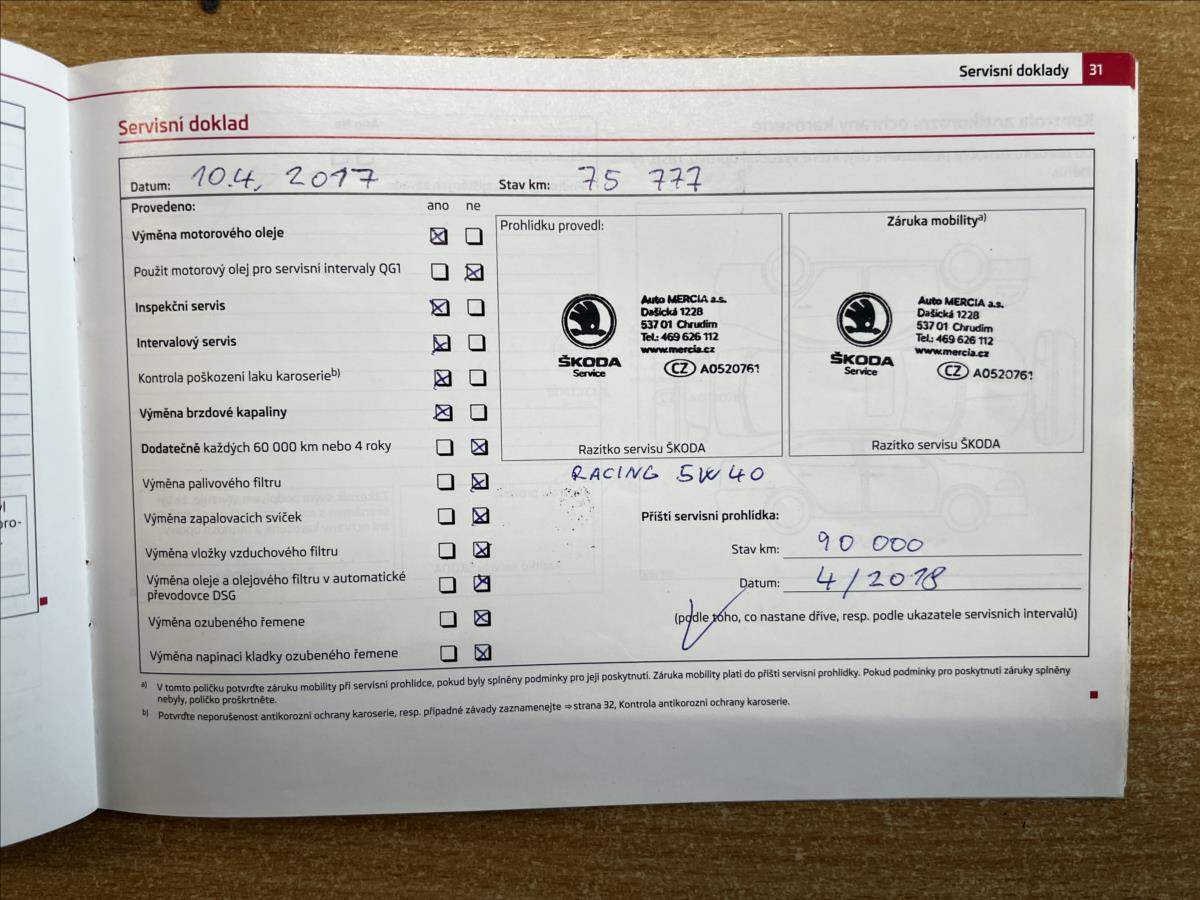 Servisní doklady 31
Servisní doklad
Datum: 10.4. 2017 Stav km: 75 777
Provedeno: ano ne
Výměna motorového oleje
Použit motorový olej pro servisní intervaly QG1
Inspekční servis
Intervalový servis
Kontrola poškození laku karoserie b)
Výměna brzdové kapaliny
Dodatečně každých 60 000 km nebo 4 roky
Výměna palivového filtru
Výměna zapalovacích svíček
Výměna vložky vzduchového filtru
Výměna oleje a olejového filtru v automatické
převodovce DSG
Výměna ozubeného řemene
Výměna napínací kladky ozubeného řemene
Prohlídku provedl:
Auto MERCIA a.s.
Dašická 1228
537 01 Chrudim
Tel.: 469 626 112
www.mercia.cz
ŠKODA
Service
CZ A0520761
Razítko servisu ŠKODA
Záruka mobility a)
Auto MERCIA a.s.
Dašická 1228
537 01 Chrudim
Tel.: 469 626 112
www.mercia.cz
ŠKODA
Service
CZ A0520761
Razítko servisu ŠKODA
RACING 5W40
Příští servisní prohlídka:
Stav km: 90 000
Datum: 4/2018
(podle toho, co nastane dříve, resp. podle ukazatele servisních intervalů)
a) V tomto políčku potvrďte záruku mobility při servisní prohlídce, pokud byly splněny podmínky pro její poskytnutí. Záruka mobility platí do příští servisní prohlídky. Pokud podmínky pro poskytnutí záruky splněny
nebyly, políčko proškrtněte.
b) Potvrďte neporušenost antikorozní ochrany karoserie, resp. případné závady zaznamenejte ⇒ strana 32, Kontrola antikorozní ochrany karoserie.